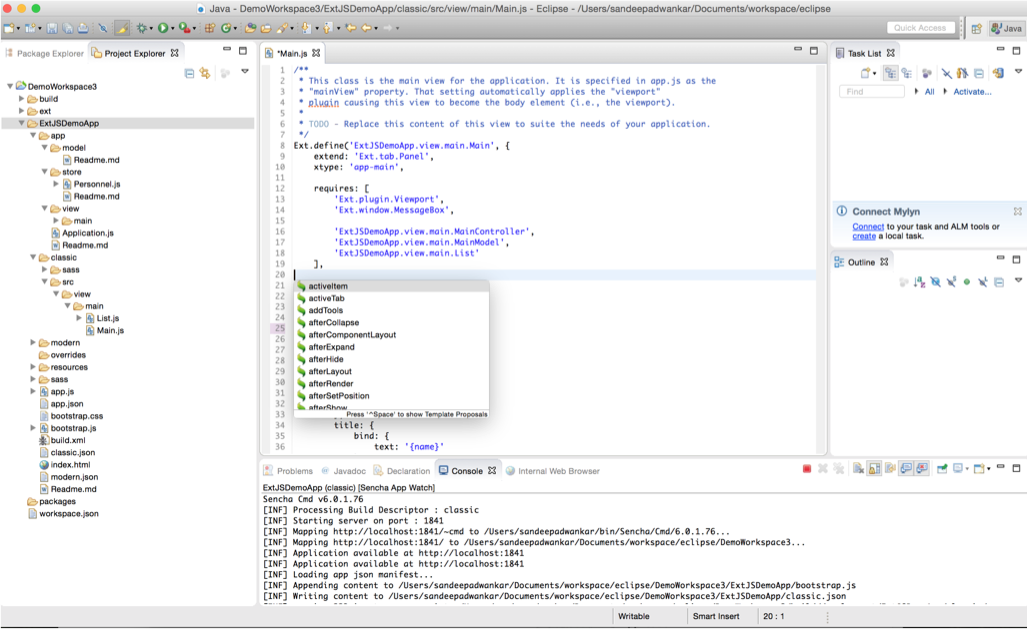 Java - DemoWorkspace3/ExtJSDemoApp/classic/src/view/main/Main.js - Eclipse - /Users/sandeepadwankar/Documents/workspace/eclipse
Quick Access
Java
Package Explorer
Project Explorer
DemoWorkspace3
build
ext
ExtJSDemoApp
app
model
Readme.md
store
Personnel.js
Readme.md
view
main
Application.js
Readme.md
classic
sass
src
view
main
List.js
Main.js
modern
overrides
resources
sass
app.js
app.json
bootstrap.css
bootstrap.js
build.xml
classic.json
index.html
modern.json
Readme.md
packages
workspace.json
*Main.js
1 /**
2 * This class is the main view for the application. It is specified in app.js as the
3 * "mainView" property. That setting automatically applies the "viewport"
4 * plugin causing this view to become the body element (i.e., the viewport).
5 *
6 * TODO - Replace this content of this view to suite the needs of your application.
7 */
8 Ext.define('ExtJSDemoApp.view.main.Main', {
9 extend: 'Ext.tab.Panel',
10 xtype: 'app-main',
11
12 requires: [
13 'Ext.plugin.Viewport',
14 'Ext.window.MessageBox',
15
16 'ExtJSDemoApp.view.main.MainController',
17 'ExtJSDemoApp.view.main.MainModel',
18 'ExtJSDemoApp.view.main.List'
19 ],
20
21
22
23
24
25
26
27
28
29
30
31
32
33
34 title: {
35 bind: {
36 text: '{name}'
activeItem
activeTab
addTools
afterCollapse
afterComponentLayout
afterExpand
afterHide
afterLayout
afterRender
afterSetPosition
afterShow
Press '^Space' to show Template Proposals
Task List
Find
All
Activate...
Connect Mylyn
Connect to your task and ALM tools or
create a local task.
Outline
Problems
Javadoc
Declaration
Console
Internal Web Browser
ExtJSDemoApp (classic) [Sencha App Watch]
Sencha Cmd v6.0.1.76
[INF] Processing Build Descriptor : classic
[INF] Starting server on port : 1841
[INF] Mapping http://localhost:1841/~cmd to /Users/sandeepadwankar/bin/Sencha/Cmd/6.0.1.76...
[INF] Mapping http://localhost:1841/ to /Users/sandeepadwankar/Documents/workspace/eclipse/DemoWorkspace3...
[INF] Application available at http://localhost:1841
[INF] Application available at http://localhost:1841
[INF] Loading app json manifest...
[INF] Appending content to /Users/sandeepadwankar/Documents/workspace/eclipse/DemoWorkspace3/ExtJSDemoApp/bootstrap.js
[INF] Writing content to /Users/sandeepadwankar/Documents/workspace/eclipse/DemoWorkspace3/ExtJSDemoApp/classic.json
Writable
Smart Insert
20 : 1